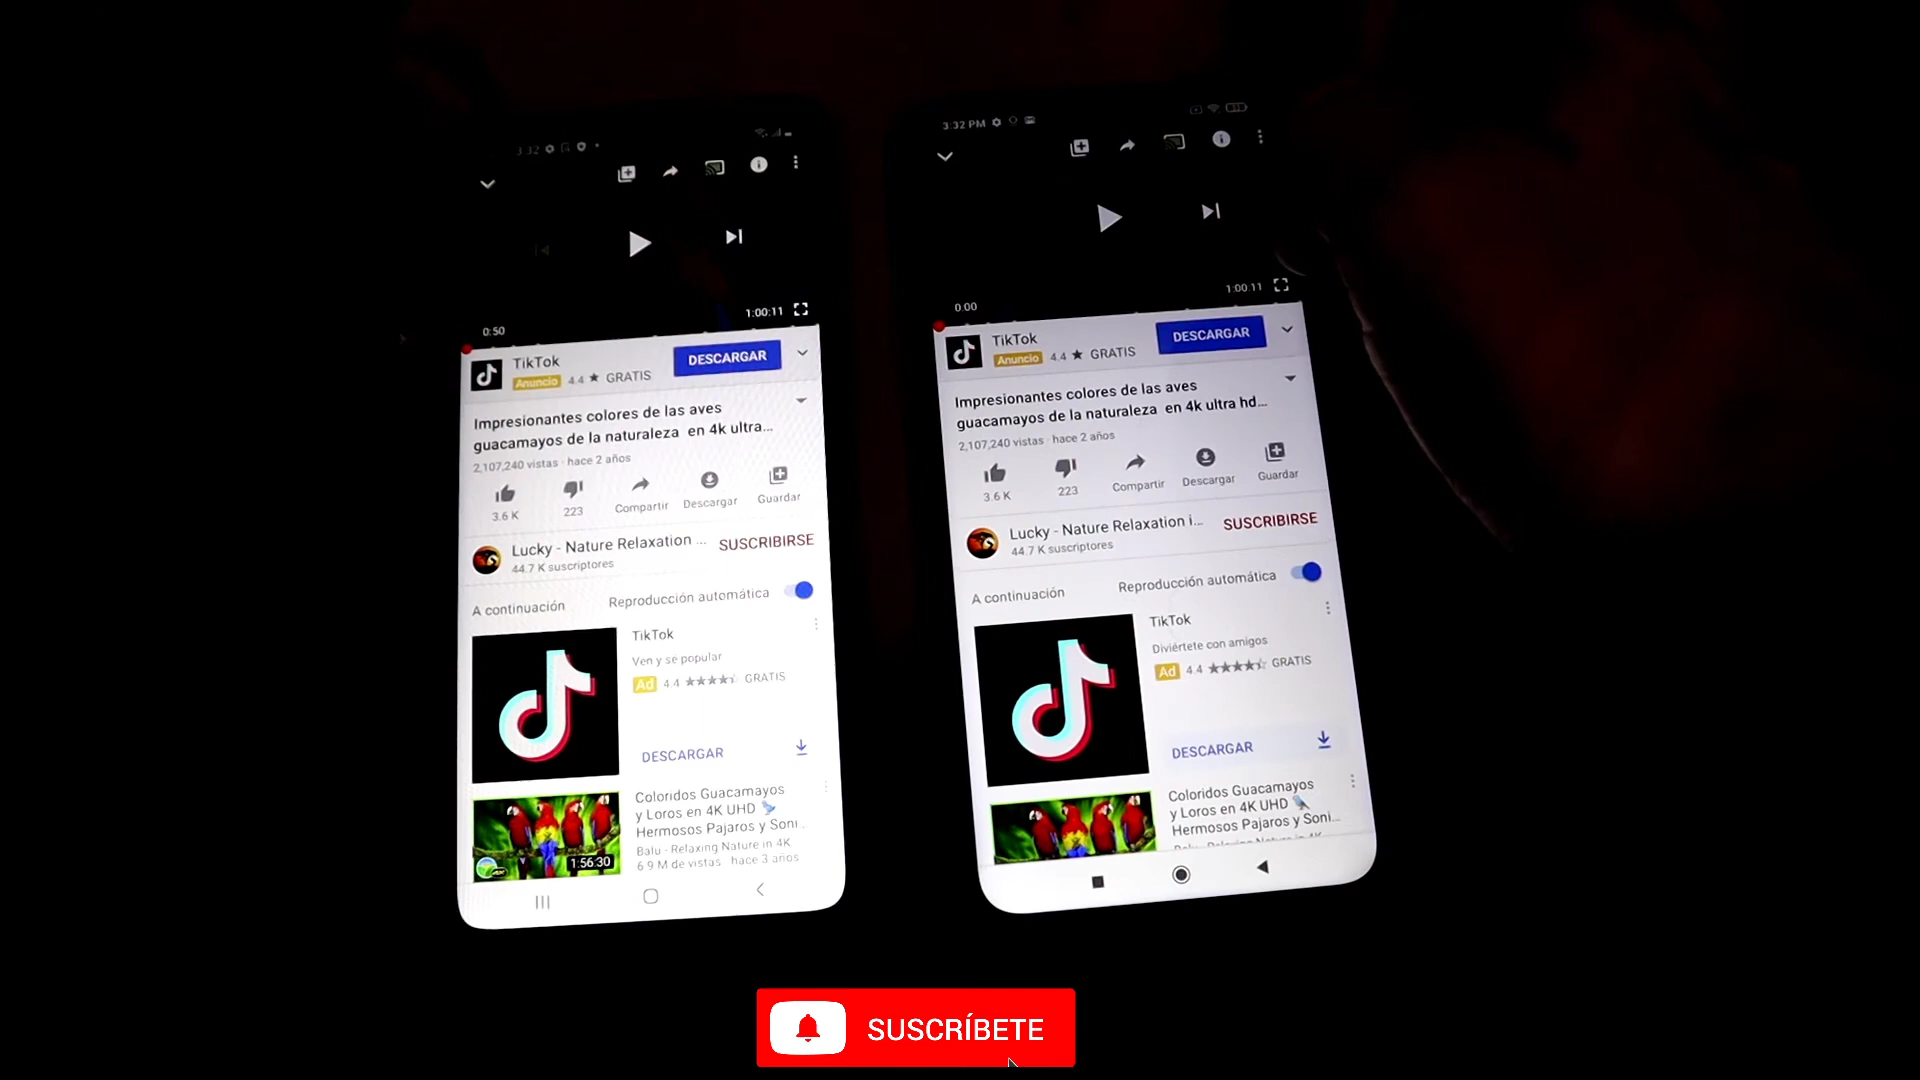 3:32
0:50
1:00:11
TikTok
Anuncio 4.4 ★ GRATIS
DESCARGAR
Impresionantes colores de las aves
guacamayos de la naturaleza en 4k ultra...
2,107,240 vistas · hace 2 años
3.6 K
223
Compartir
Descargar
Guardar
Lucky - Nature Relaxation ...
44.7 K suscriptores
SUSCRIBIRSE
A continuación
Reproducción automática
TikTok
Ven y sé popular
Ad 4.4 ★★★★ GRATIS
DESCARGAR
Coloridos Guacamayos
y Loros en 4K UHD
Hermosos Pajaros y Soni...
Balu - Relaxing Nature in 4K
6.9 M de vistas · hace 3 años
4K
1:56:30
3:32 PM
0:00
1:00:11
TikTok
Anuncio 4.4 ★ GRATIS
DESCARGAR
Impresionantes colores de las aves
guacamayos de la naturaleza en 4k ultra hd...
2,107,240 vistas · hace 2 años
3.6 K
223
Compartir
Descargar
Guardar
Lucky - Nature Relaxation i...
44.7 K suscriptores
SUSCRIBIRSE
A continuación
Reproducción automática
TikTok
Diviértete con amigos
Ad 4.4 ★★★★ GRATIS
DESCARGAR
Coloridos Guacamayos
y Loros en 4K UHD
Hermosos Pajaros y Soni...
SUSCRÍBETE